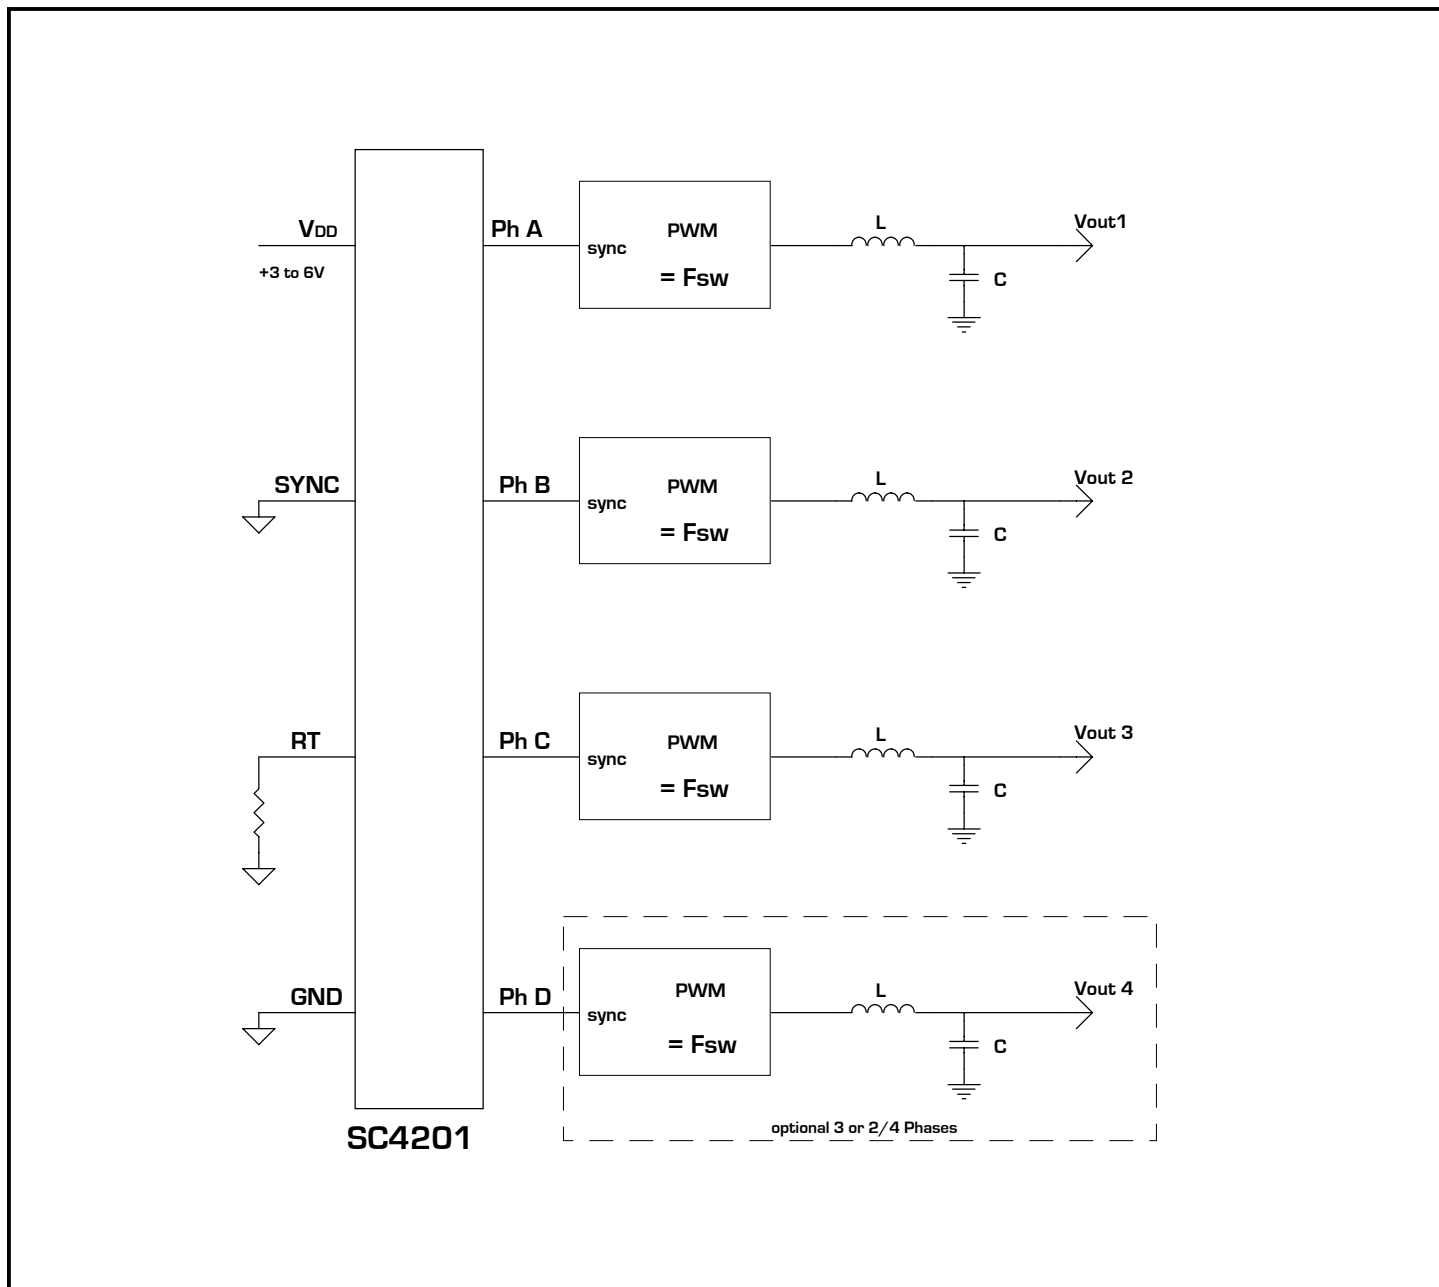 VDD
+3 to 6V
Ph A
sync
PWM
= Fsw
L
C
Vout1
SYNC
Ph B
sync
PWM
= Fsw
L
C
Vout 2
RT
Ph C
sync
PWM
= Fsw
L
C
Vout 3
GND
Ph D
sync
PWM
= Fsw
L
C
Vout 4
optional 3 or 2/4 Phases
SC4201